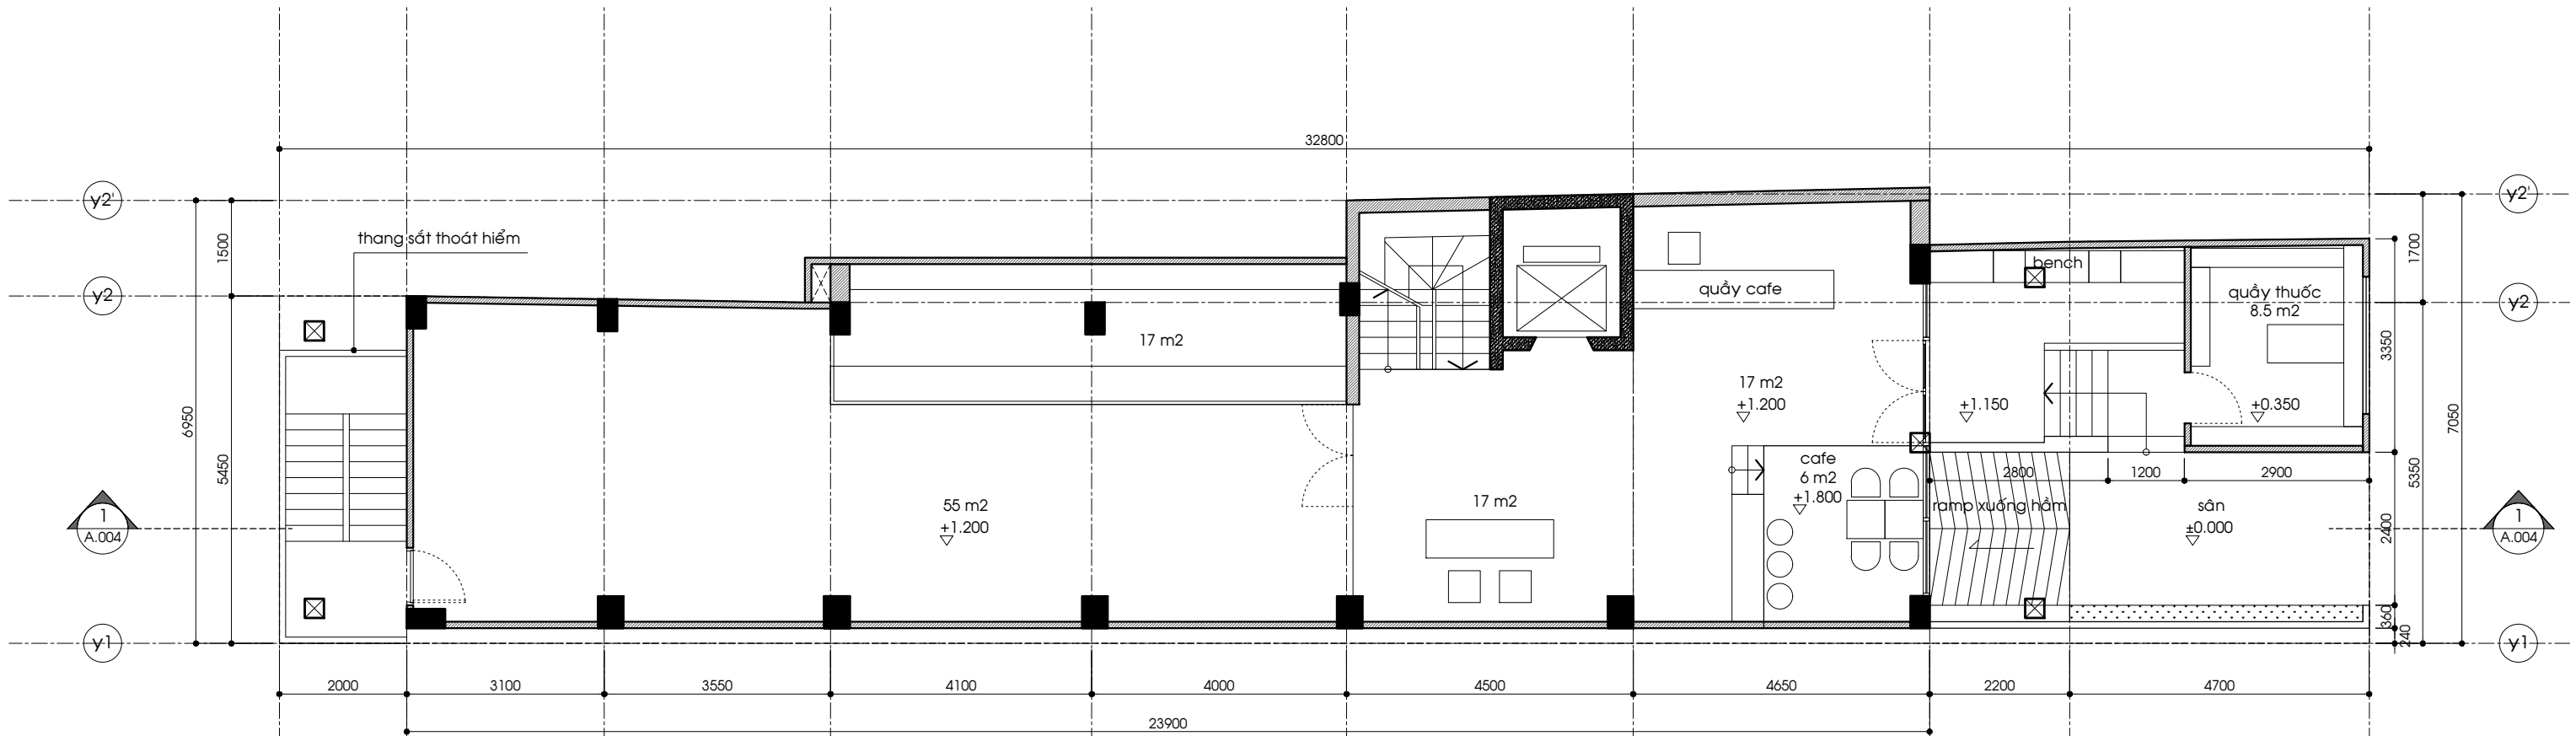 32800
y2'
y2'
thang sắt thoát hiểm
1500
1700
bench
y2
quầy cafe
quầy thuốc
8.5 m2
y2
17 m2
3350
17 m2
+1.200
+1.150
+0.350
6950
5450
7050
5350
cafe
6 m2
+1.800
2800
1200
2900
55 m2
+1.200
17 m2
ramp xuống hầm
sân
±0.000
2400
1
A.004
1
A.004
360
240
y1
y1
2000
3100
3550
4100
4000
4500
4650
2200
4700
23900